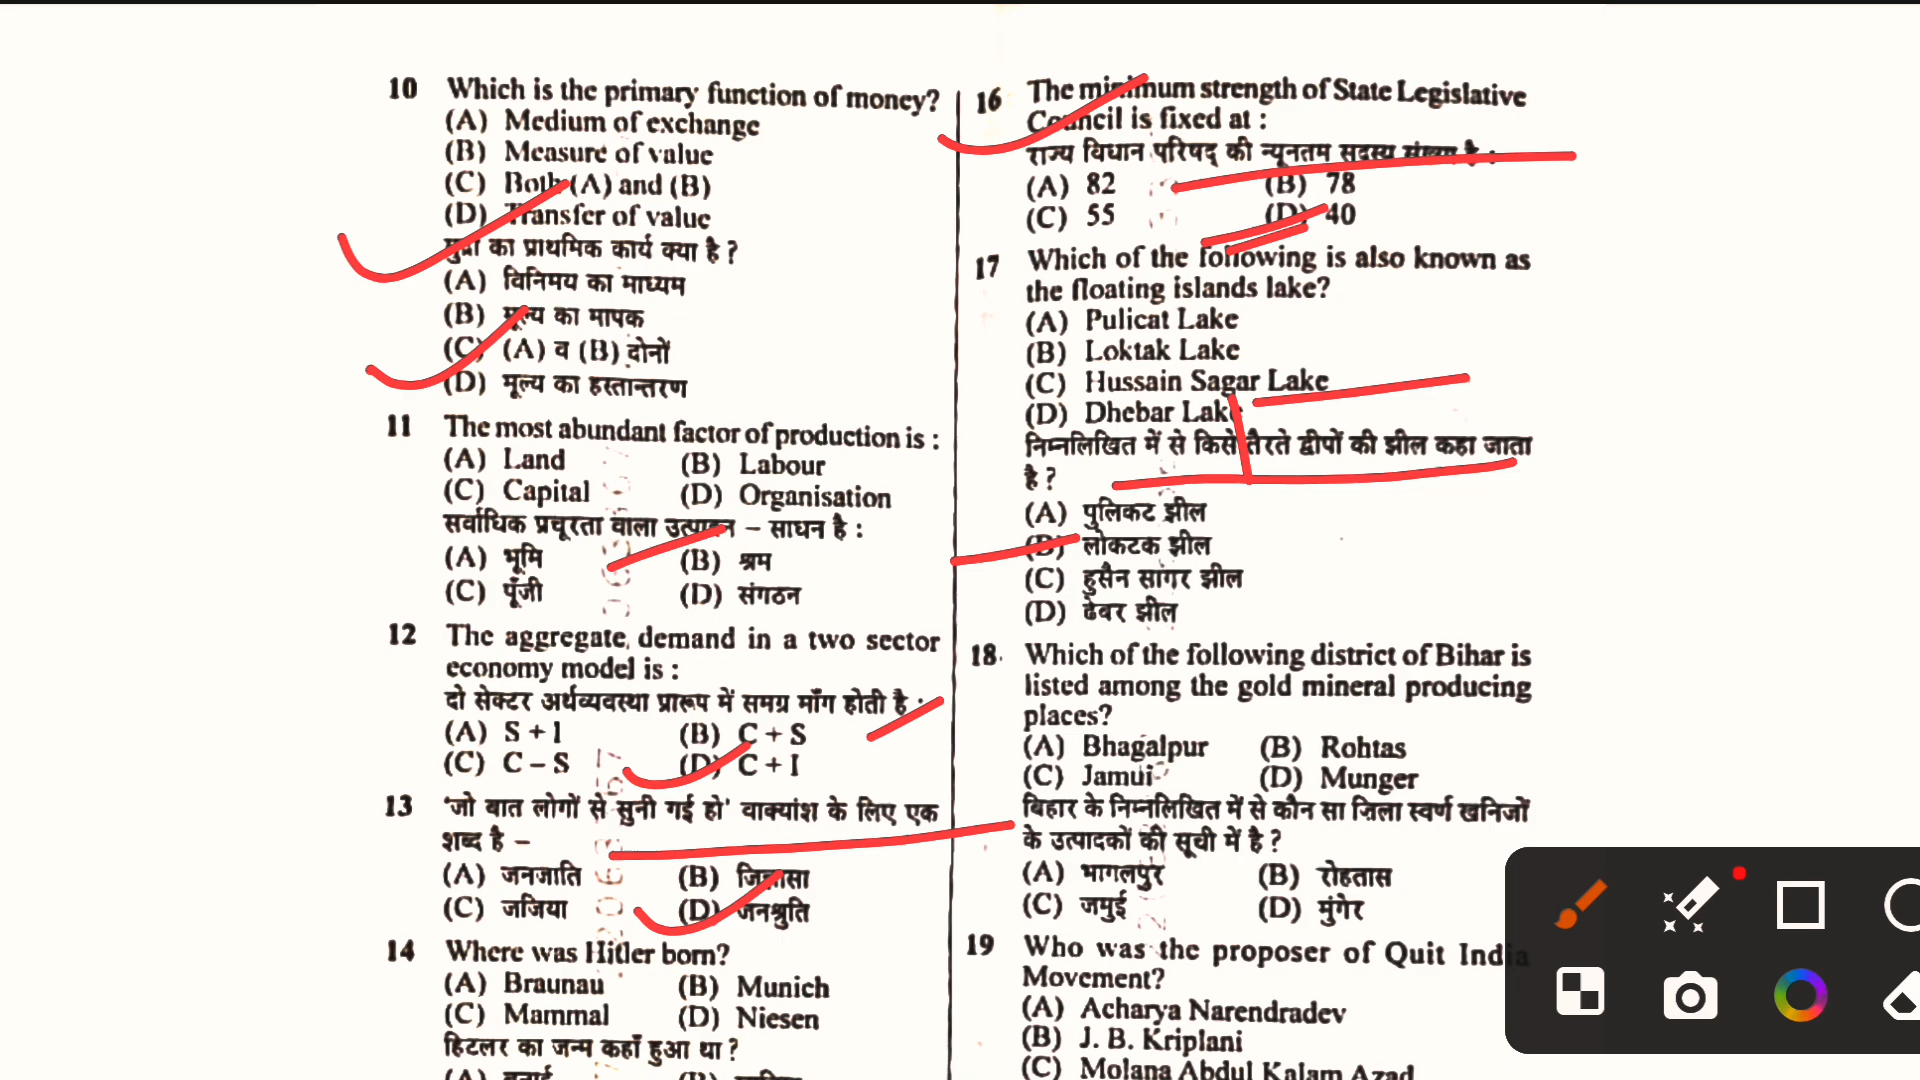 10 Which is the primary function of money?
(A) Medium of exchange
(B) Measure of value
(C) Both (A) and (B)
(D) Transfer of value
मुद्रा का प्राथमिक कार्य क्या है ?
(A) विनिमय का माध्यम
(B) मूल्य का मापक
(C) (A) व (B) दोनों
(D) मूल्य का हस्तान्तरण
11 The most abundant factor of production is :
(A) Land (B) Labour
(C) Capital (D) Organisation
सर्वाधिक प्रचूरता वाला उत्पादन – साधन है :
(A) भूमि (B) श्रम
(C) पूँजी (D) संगठन
12 The aggregate demand in a two sector
economy model is :
दो सेक्टर अर्थव्यवस्था प्रारूप में समग्र माँग होती है :
(A) S + I (B) C + S
(C) C – S (D) C + I
13 'जो बात लोगों से सुनी गई हो' वाक्यांश के लिए एक
शब्द है –
(A) जनजाति (B) जिज्ञासा
(C) जजिया (D) जनश्रुति
14 Where was Hitler born?
(A) Braunau (B) Munich
(C) Mammal (D) Niesen
हिटलर का जन्म कहाँ हुआ था ?
16 The minimum strength of State Legislative
Council is fixed at :
राज्य विधान परिषद् की न्यूनतम सदस्य संख्या है :
(A) 82 (B) 78
(C) 55 (D) 40
17 Which of the following is also known as
the floating islands lake?
(A) Pulicat Lake
(B) Loktak Lake
(C) Hussain Sagar Lake
(D) Dhebar Lake
निम्नलिखित में से किसे तैरते द्वीपों की झील कहा जाता
है ?
(A) पुलिकट झील
(B) लोकटक झील
(C) हुसैन सागर झील
(D) ढेबर झील
18. Which of the following district of Bihar is
listed among the gold mineral producing
places?
(A) Bhagalpur (B) Rohtas
(C) Jamui (D) Munger
बिहार के निम्नलिखित में से कौन सा ज़िला स्वर्ण खनिजों
के उत्पादकों की सूची में है ?
(A) भागलपुर (B) रोहतास
(C) जमुई (D) मुंगेर
19 Who was the proposer of Quit India
Movement?
(A) Acharya Narendradev
(B) J. B. Kriplani
(C) Molana Abdul Kalam Azad